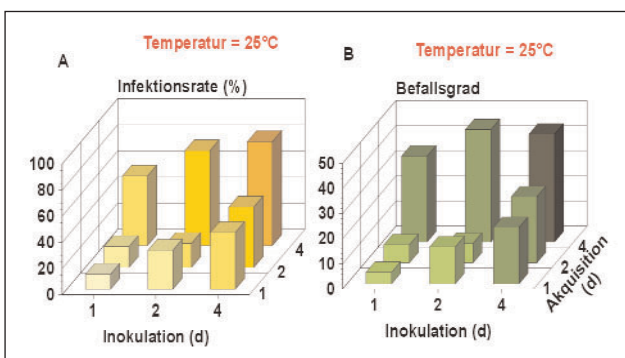 A
Temperatur = 25°C
Infektionsrate (%)
100
80
60
40
20
0
1
2
4
1
2
4
Inokulation (d)
B
Temperatur = 25°C
Befallsgrad
50
40
30
20
10
0
1
2
4
1
2
4
Akquisition
(d)
Inokulation (d)